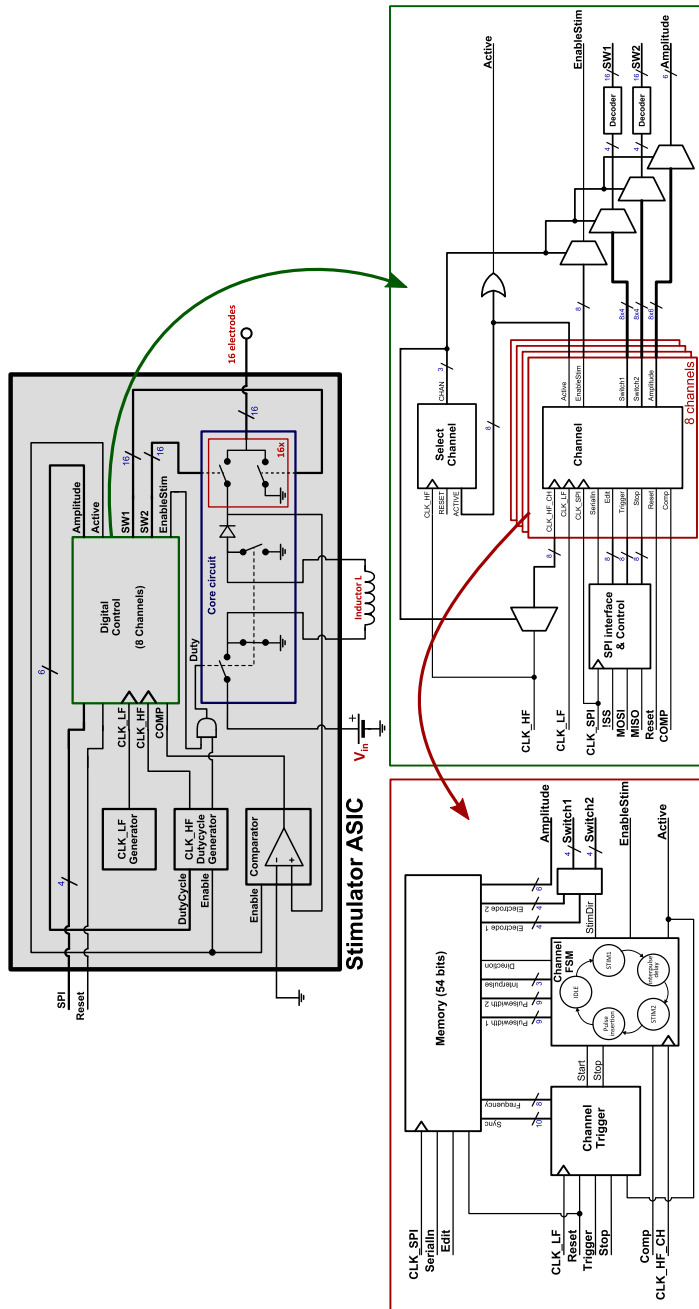 Stimulator ASIC
SPI
4
Reset
CLK_LF
Generator
CLK_HF
Dutycycle
Generator
DutyCycle
Enable
Comparator
Enable
−
+
6
CLK_LF
CLK_HF
COMP
Digital
Control
(8 Channels)
Amplitude
Active
SW1
SW2
EnableStim
16
16
Duty
Core circuit
16x
16
16 electrodes
Vin
+
Inductor L
CLK_HF
CLK_LF
CLK_SPI
!SS
MOSI
MISO
Reset
COMP
SPI interface
& Control
8
8
8
8
CLK_HF
RESET
ACTIVE
Select
Channel
CHAN
3
8
CLK_HF_CH
CLK_LF
CLK_SPI
SerialIn
Edit
Trigger
Stop
Reset
Comp
Channel
Active
EnableStim
Switch1
Switch2
Amplitude
8 channels
8
8x4
8x4
8x6
4
4
Decoder
Decoder
16
16
6
Active
EnableStim
SW1
SW2
Amplitude
CLK_SPI
SerialIn
Edit
CLK_LF
Reset
Trigger
Stop
Comp
CLK_HF_CH
Memory (54 bits)
Sync
Frequency
10
8
Channel
Trigger
Start
Stop
Pulsewidth 1
Pulsewidth 2
Interpulse
Direction
Electrode 1
Electrode 2
9
9
3
4
4
6
Channel
FSM
IDLE
STIM1
Interpulse
delay
STIM2
Pulse
insertion
StimDir
4
4
Amplitude
Switch1
Switch2
EnableStim
Active